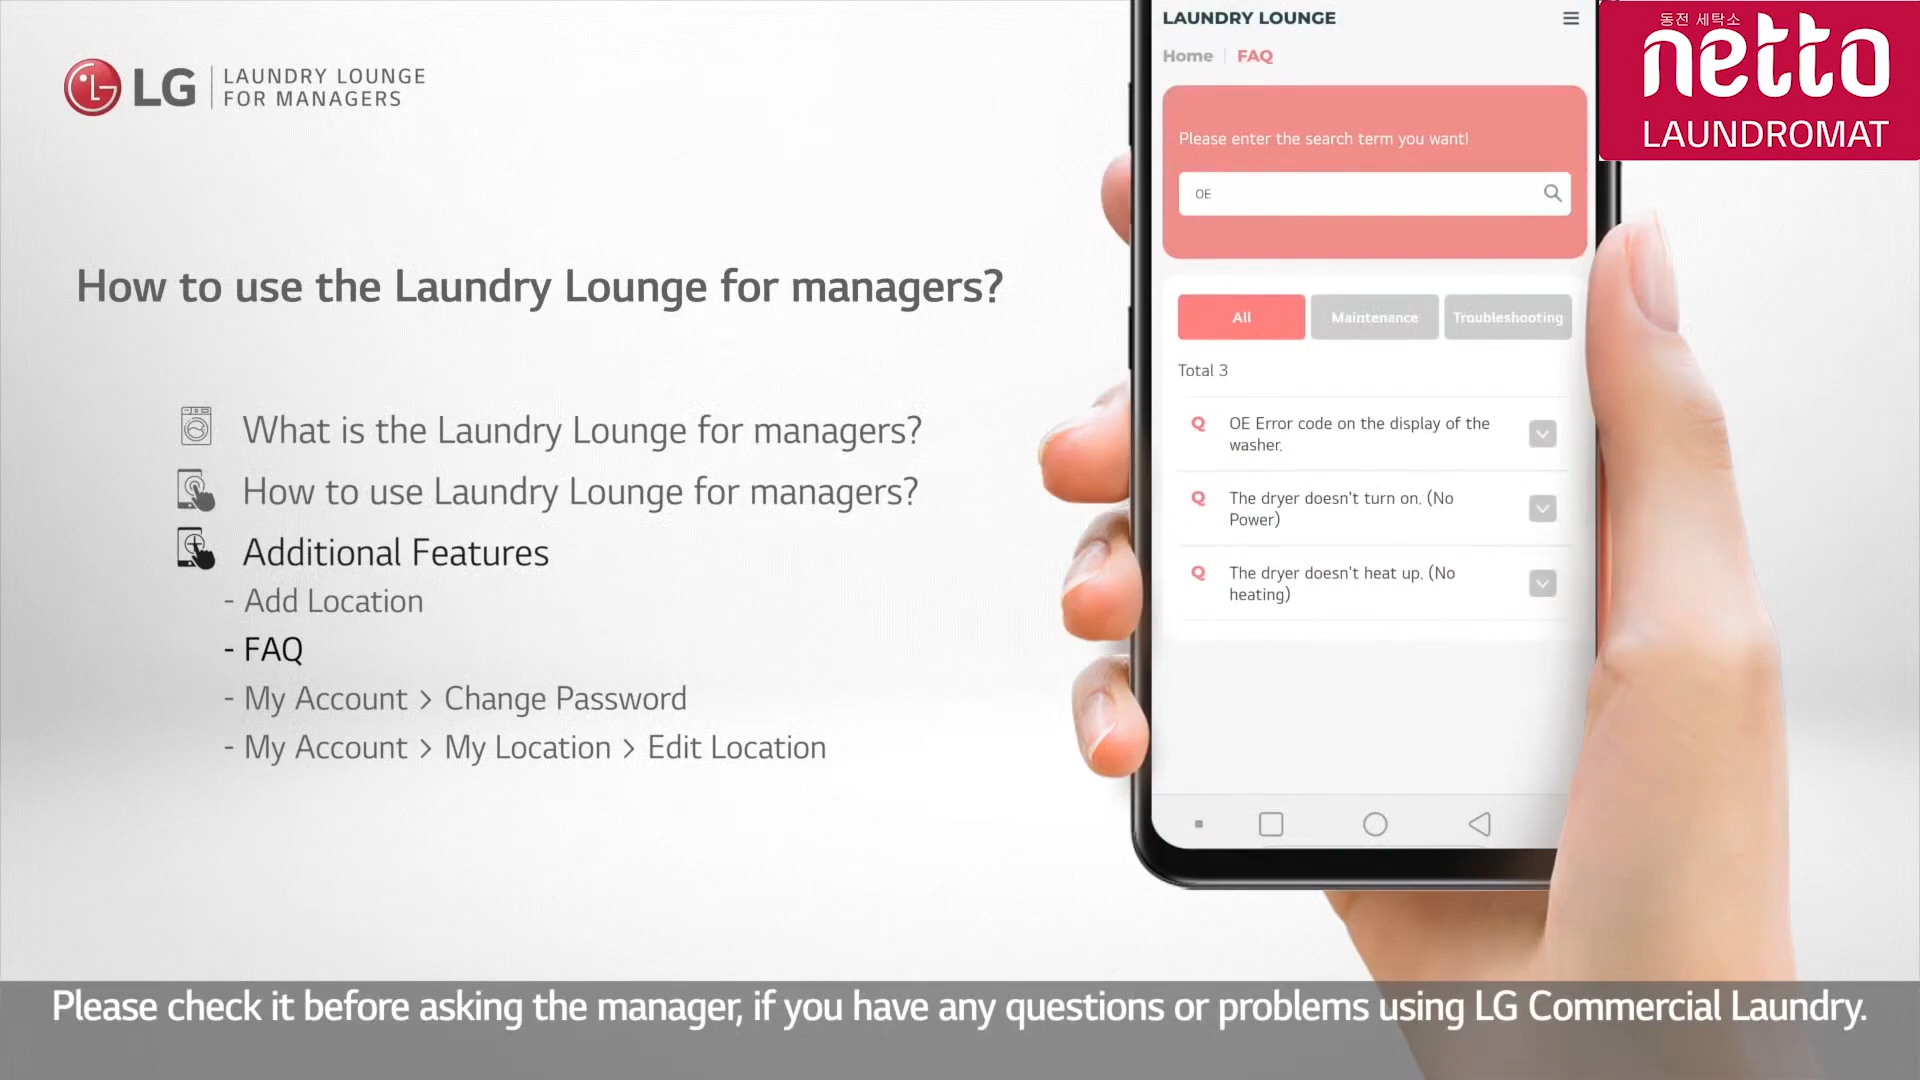 LG
LAUNDRY LOUNGE
FOR MANAGERS
How to use the Laundry Lounge for managers?
What is the Laundry Lounge for managers?
How to use Laundry Lounge for managers?
Additional Features
- Add Location
- FAQ
- My Account > Change Password
- My Account > My Location > Edit Location
LAUNDRY LOUNGE
Home | FAQ
Please enter the search term you want!
OE
All
Maintenance
Troubleshooting
Total 3
Q OE Error code on the display of the
washer.
Q The dryer doesn't turn on. (No
Power)
Q The dryer doesn't heat up. (No
heating)
동전 세탁소
netto
LAUNDROMAT
Please check it before asking the manager, if you have any questions or problems using LG Commercial Laundry.